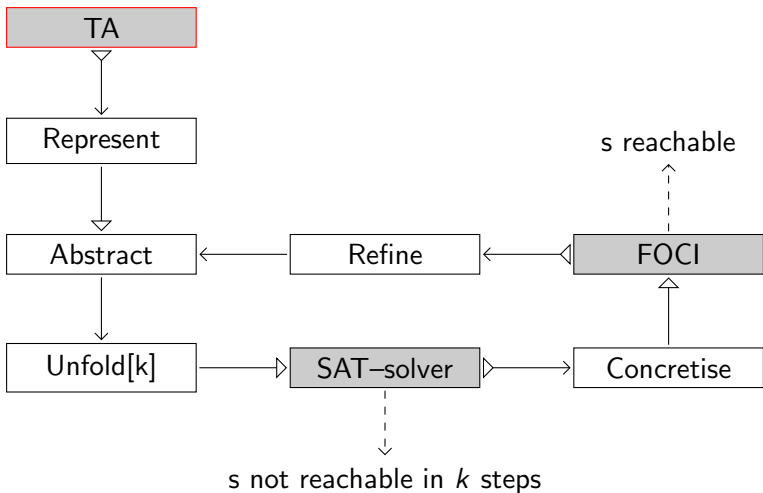 TA
Represent
s reachable
Abstract
Refine
FOCI
Unfold[k]
SAT–solver
Concretise
s not reachable in k steps